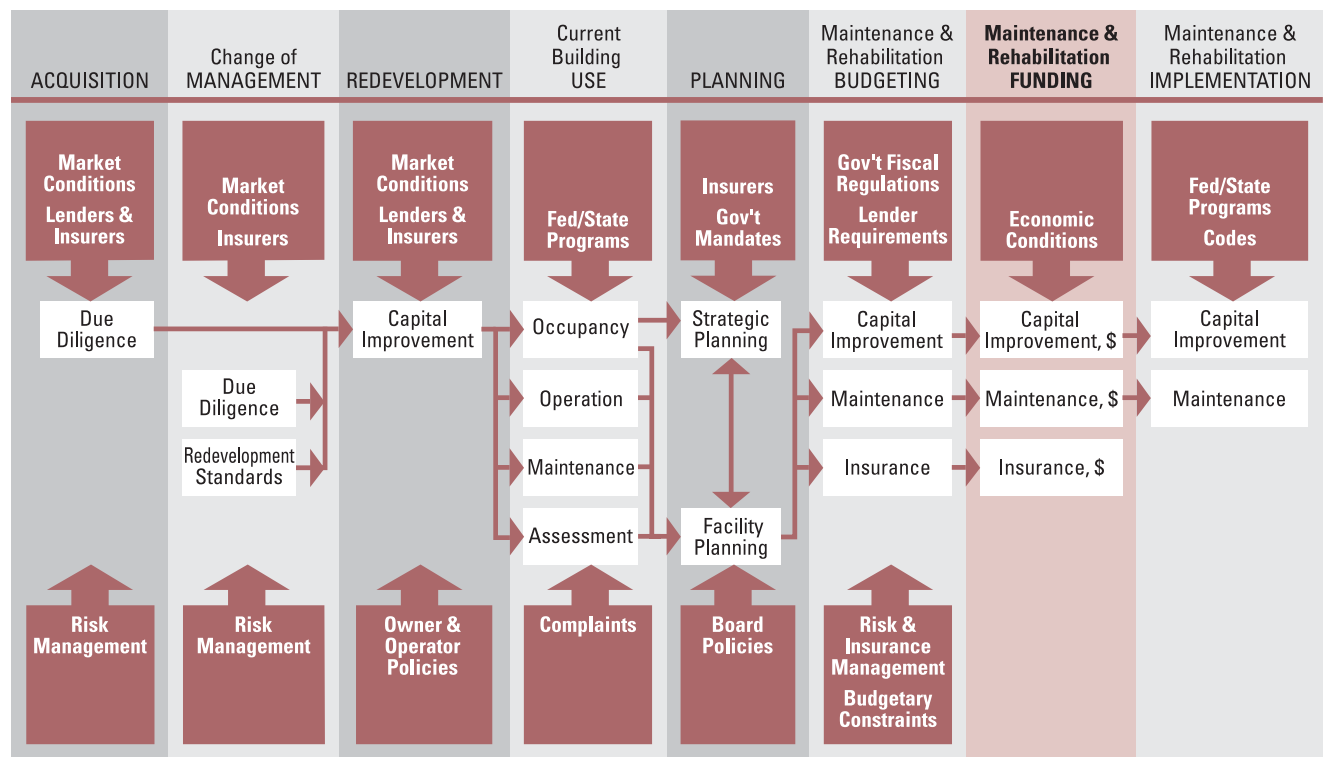 ACQUISITION
Change of
MANAGEMENT
REDEVELOPMENT
Current
Building
USE
PLANNING
Maintenance &
Rehabilitation
BUDGETING
Maintenance &
Rehabilitation
FUNDING
Maintenance &
Rehabilitation
IMPLEMENTATION
Market
Conditions
Lenders &
Insurers
Market
Conditions
Insurers
Market
Conditions
Lenders &
Insurers
Fed/State
Programs
Insurers
Gov't
Mandates
Gov't Fiscal
Regulations
Lender
Requirements
Economic
Conditions
Fed/State
Programs
Codes
Due
Diligence
Due
Diligence
Redevelopment
Standards
Capital
Improvement
Occupancy
Operation
Maintenance
Assessment
Strategic
Planning
Facility
Planning
Capital
Improvement
Maintenance
Insurance
Capital
Improvement, $
Maintenance, $
Insurance, $
Capital
Improvement
Maintenance
Risk
Management
Risk
Management
Owner &
Operator
Policies
Complaints
Board
Policies
Risk &
Insurance
Management
Budgetary
Constraints